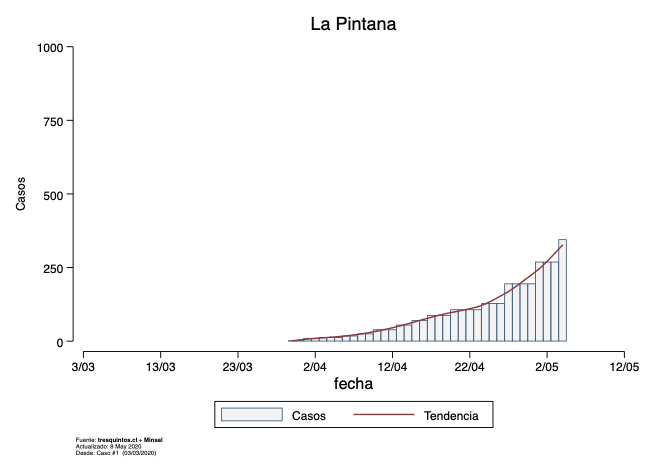 La Pintana
1000
750
500
250
0
Casos
3/03 13/03 23/03 2/04 12/04 22/04 2/05 12/05
fecha
Casos Tendencia
Fuente: tresquintos.cl + Minsal
Actualizado: 8 May 2020
Desde: Caso #1 (03/03/2020)